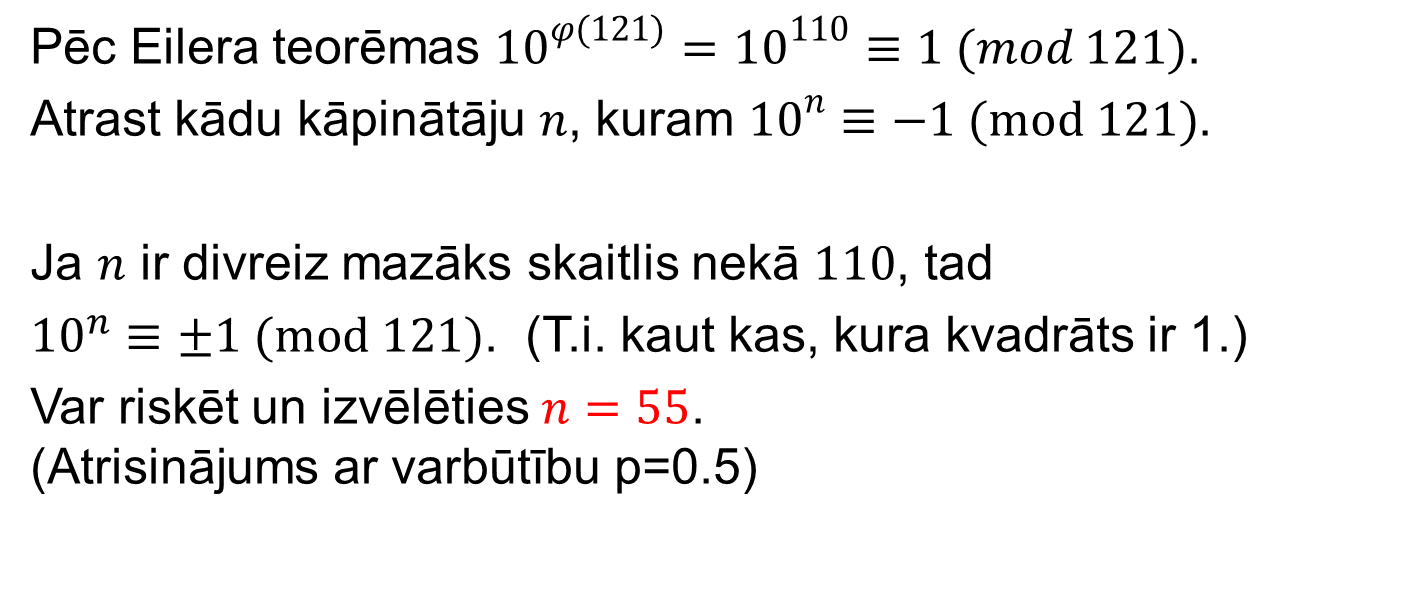 Pēc Eilera teorēmas 10^φ(121) = 10^110 ≡ 1 (mod 121).
Atrast kādu kāpinātāju n, kuram 10^n ≡ −1 (mod 121).
Ja n ir divreiz mazāks skaitlis nekā 110, tad
10^n ≡ ±1 (mod 121). (T.i. kaut kas, kura kvadrāts ir 1.)
Var riskēt un izvēlēties n = 55.
(Atrisinājums ar varbūtību p=0.5)